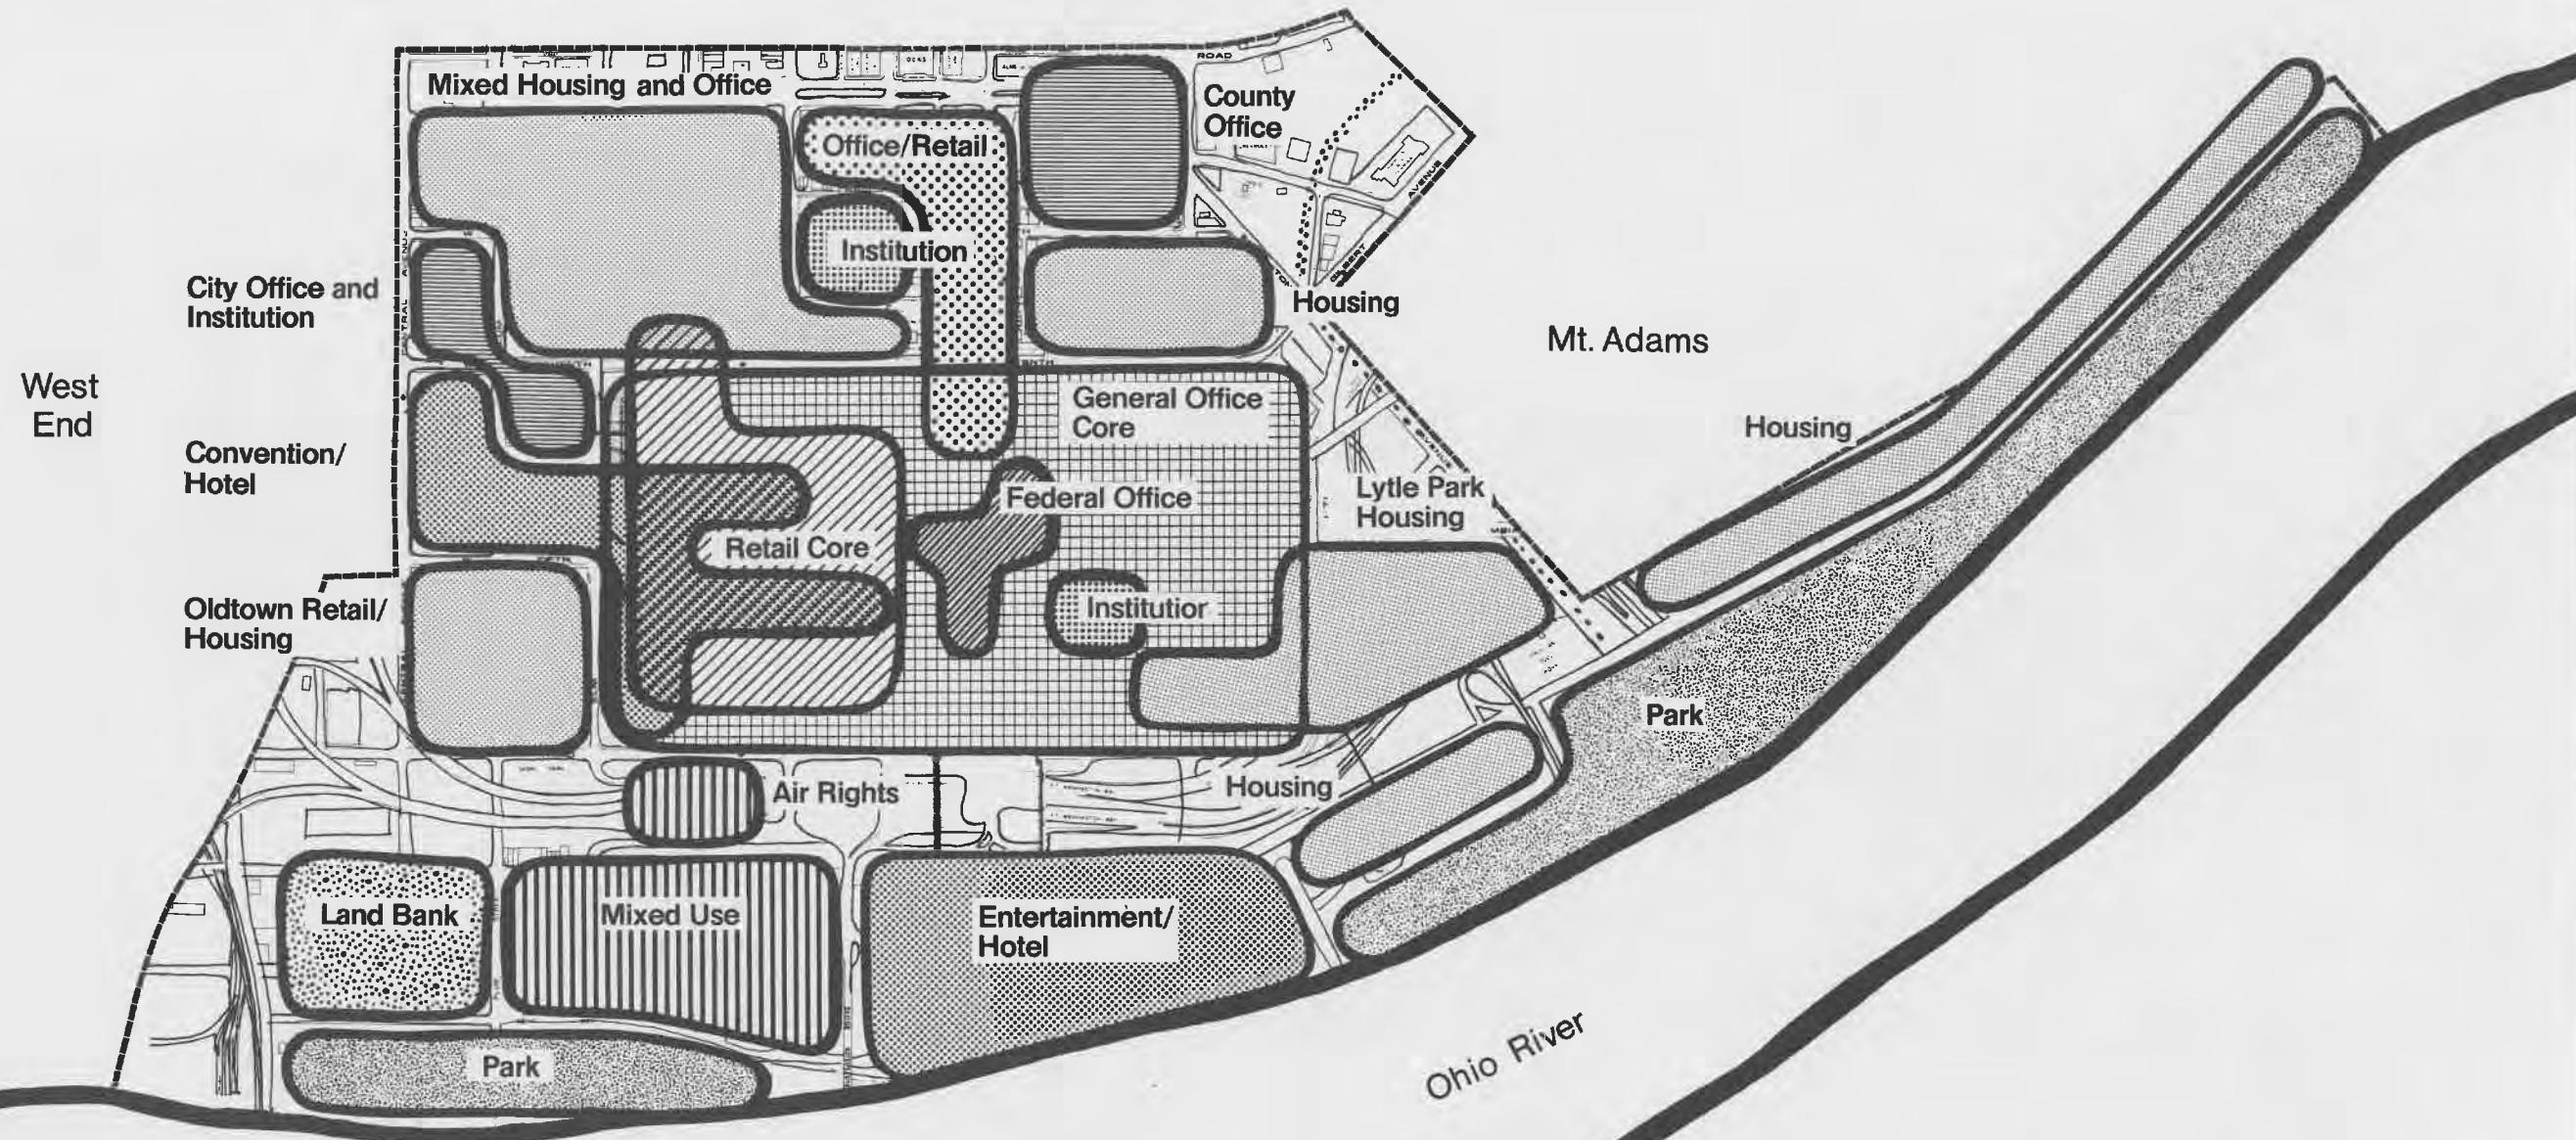 ROAD
Mixed Housing and Office
County
Office
Office/Retail
Institution
AVENUE
City Office and
Institution
Housing
Mt. Adams
West
End
General Office
Core
Housing
Convention/
Hotel
Federal Office
Lytle Park
Housing
Retail Core
Oldtown Retail/
Housing
Institutior
Park
Air Rights
Housing
Land Bank
Mixed Use
Entertainment/
Hotel
Park
Ohio River